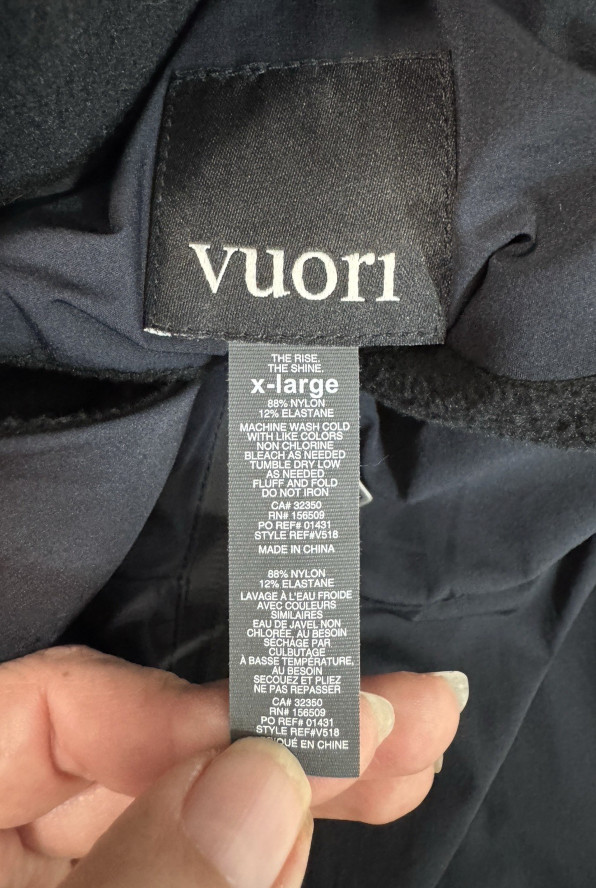 vuori
THE RISE.
THE SHINE.
x-large
88% NYLON
12% ELASTANE
MACHINE WASH COLD
WITH LIKE COLORS
NON CHLORINE
BLEACH AS NEEDED
TUMBLE DRY LOW
AS NEEDED
FLUFF AND FOLD
DO NOT IRON
CA# 32350
RN# 156509
PO REF# 01431
STYLE REF#V518
MADE IN CHINA
88% NYLON
12% ELASTANE
LAVAGE À L'EAU FROIDE
AVEC COULEURS
SIMILAIRES
EAU DE JAVEL NON
CHLORÉE, AU BESOIN
SÉCHAGE PAR
CULBUTAGE
À BASSE TEMPÉRATURE,
AU BESOIN
SECOUEZ ET PLIEZ
NE PAS REPASSER
CA# 32350
RN# 156509
PO REF# 01431
STYLE REF#V518
IQUÉ EN CHINE